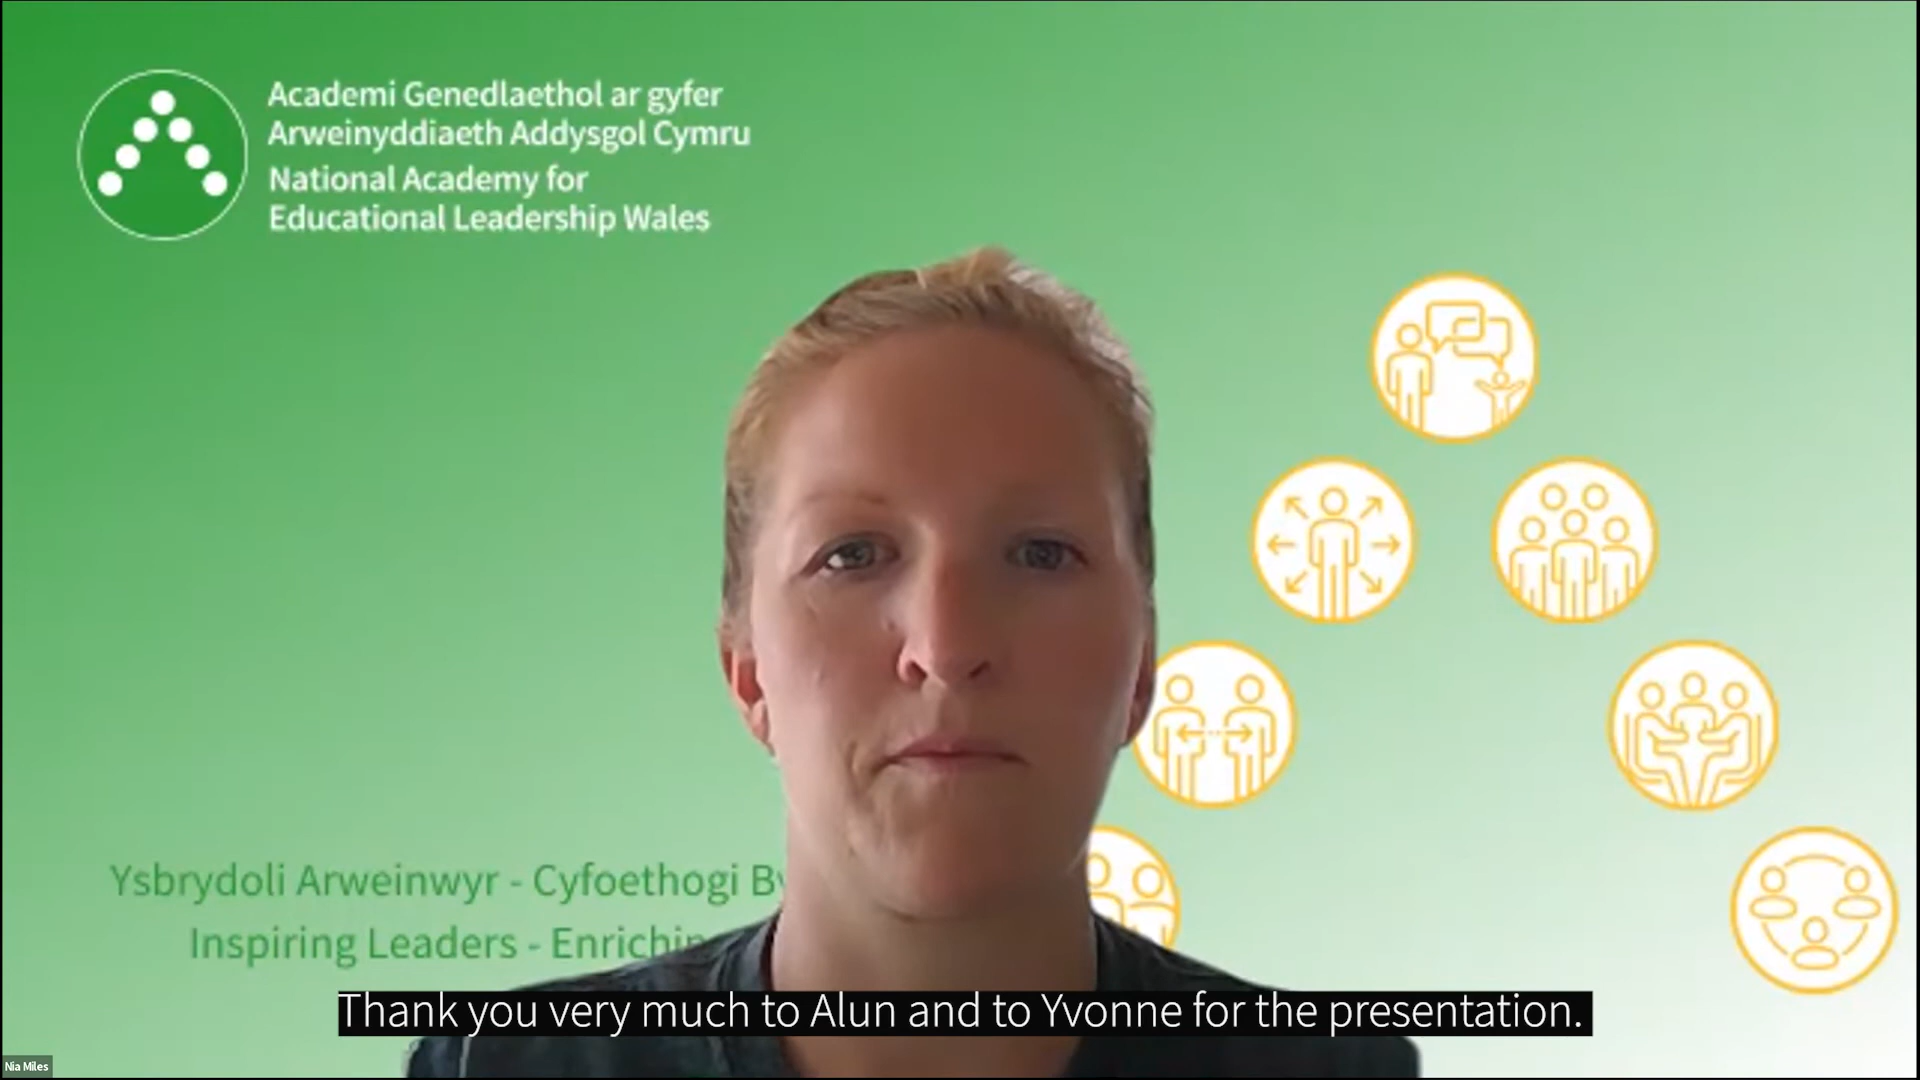 Academi Genedlaethol ar gyfer
Arweinyddiaeth Addysgol Cymru
National Academy for
Educational Leadership Wales
Ysbrydoli Arweinwyr - Cyfoethogi
Inspiring Leaders -
Thank you very much to Alun and to Yvonne for the presentation.
Nia Miles